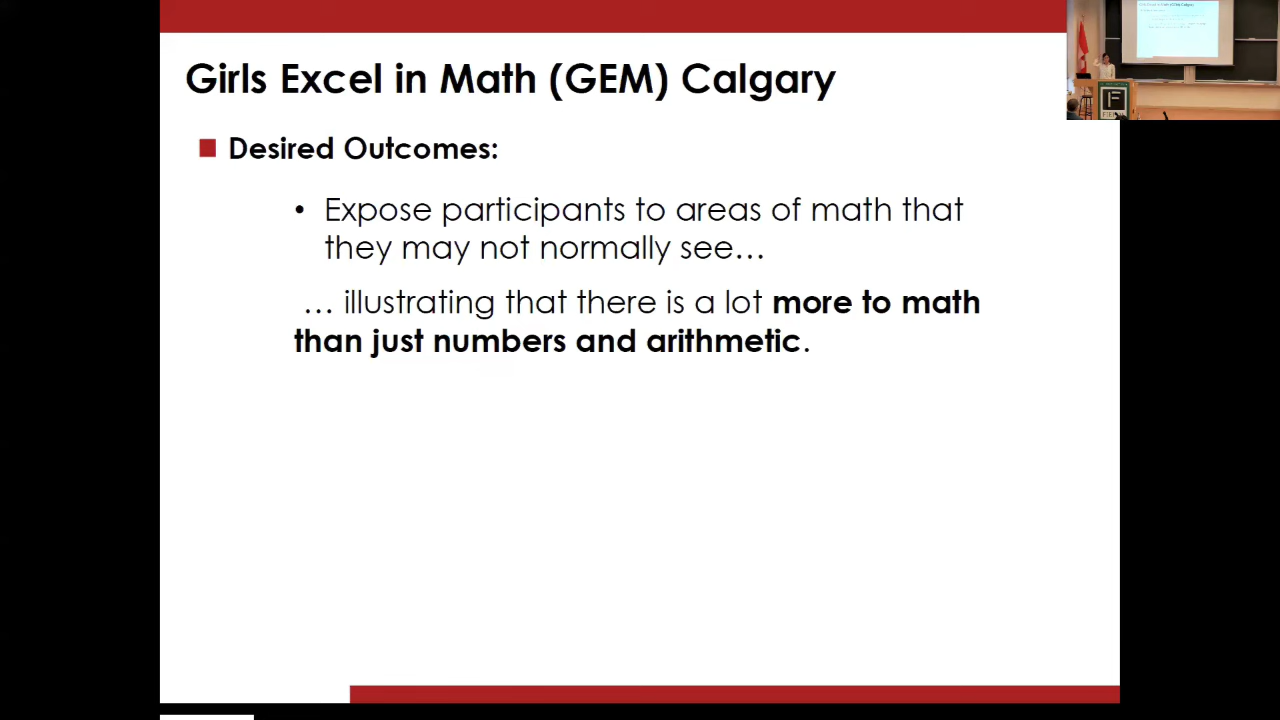 Girls Excel in Math (GEM) Calgary
Desired Outcomes:
• Expose participants to areas of math that
they may not normally see…
… illustrating that there is a lot more to math
than just numbers and arithmetic.